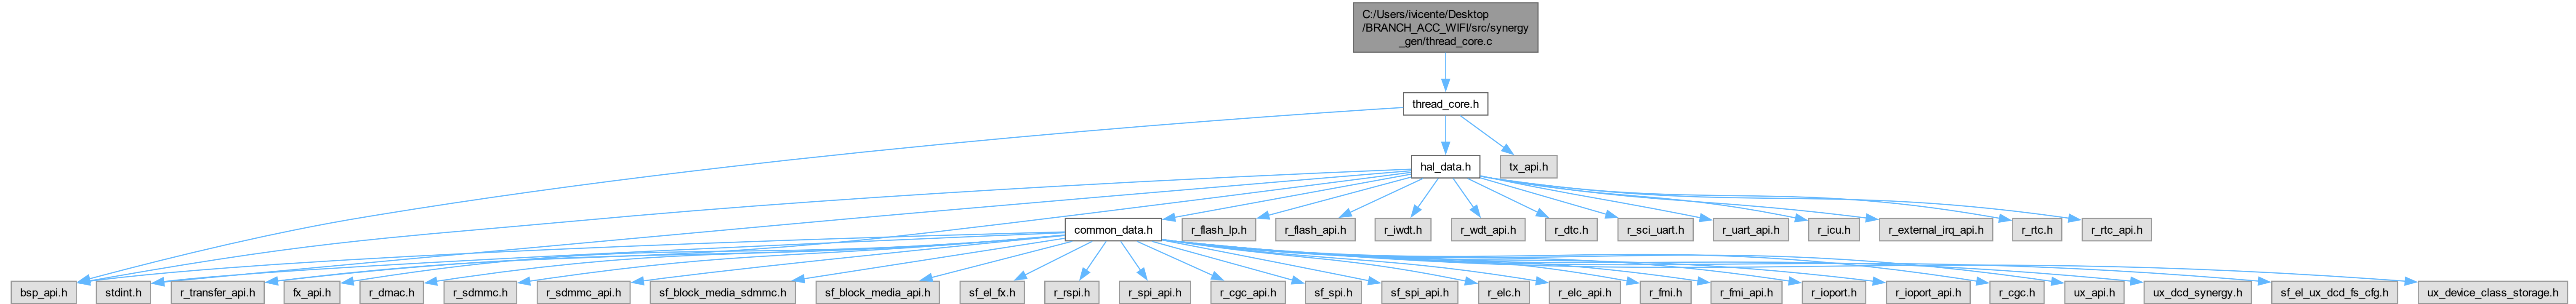 C:/Users/ivicente/Desktop
/BRANCH_ACC_WIFI/src/synergy
_gen/thread_core.c
thread_core.h
hal_data.h
tx_api.h
common_data.h
r_flash_lp.h
r_flash_api.h
r_iwdt.h
r_wdt_api.h
r_dtc.h
r_sci_uart.h
r_uart_api.h
r_icu.h
r_external_irq_api.h
r_rtc.h
r_rtc_api.h
bsp_api.h
stdint.h
r_transfer_api.h
fx_api.h
r_dmac.h
r_sdmmc.h
r_sdmmc_api.h
sf_block_media_sdmmc.h
sf_block_media_api.h
sf_el_fx.h
r_rspi.h
r_spi_api.h
r_cgc_api.h
sf_spi.h
sf_spi_api.h
r_elc.h
r_elc_api.h
r_fmi.h
r_fmi_api.h
r_ioport.h
r_ioport_api.h
r_cgc.h
ux_api.h
ux_dcd_synergy.h
sf_el_ux_dcd_fs_cfg.h
ux_device_class_storage.h